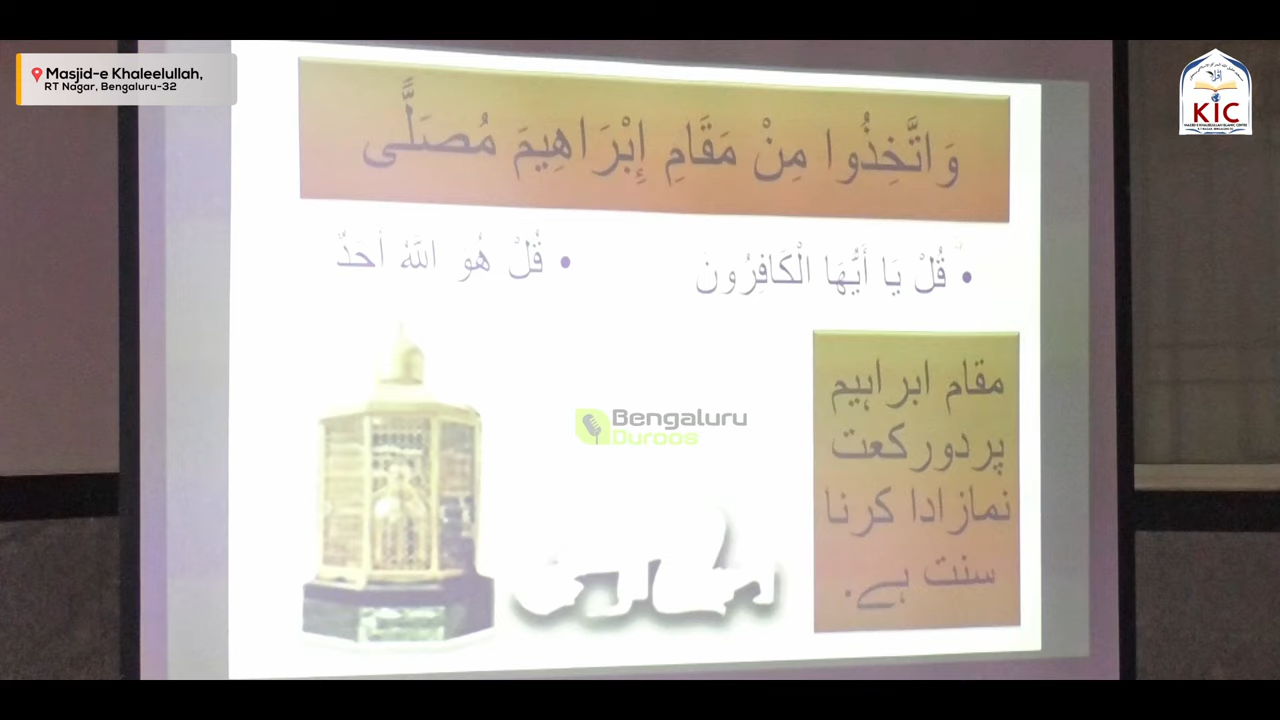 Masjid-e Khaleelullah,
RT Nagar, Bengaluru-32
KIC
وَاتَّخِذُوا مِنْ مَقَامِ إِبْرَاهِيمَ مُصَلًّى
• قُلْ يَا أَيُّهَا الْكَافِرُونَ
• قُلْ هُوَ اللَّهُ أَحَدٌ
مقام ابراہیم
پر دو رکعت
نماز ادا کرنا
سنت ہے۔
Bengaluru
Duroos